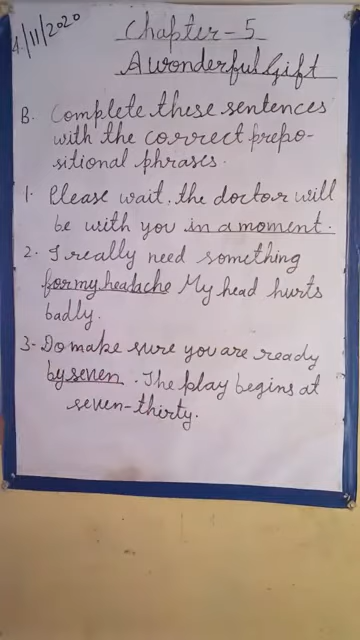 4/11/2020
Chapter-5
A wonderful Gift
B. Complete these sentences
with the correct prepo-
sitional phrases.
1. Please wait, the doctor will
be with you in a moment.
2. I really need something
for my headache My head hurts
badly.
3- Do make sure you are ready
by seven. The play begins at
seven-thirty.